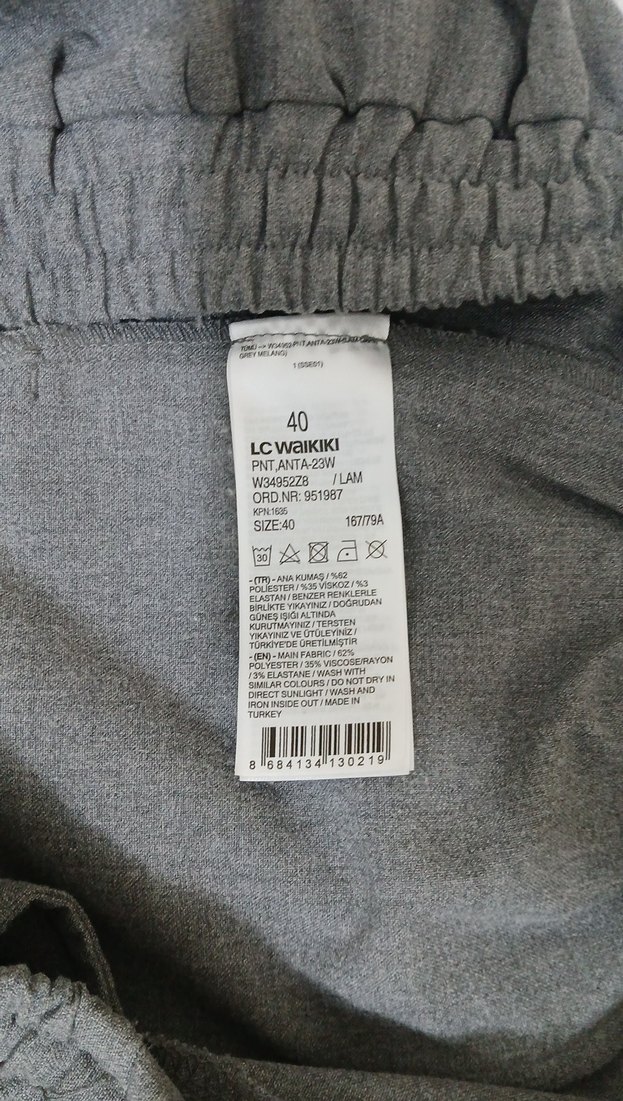 GREY MELANG)
1 (SSE01)
40
LC WAIKIKI
PNT,ANTA-23W
W34952Z8 / LAM
ORD.NR: 951987
KPN:1635
SIZE:40 167/79A
30
- (TR) - ANA KUMAŞ / %62
POLİESTER / %35 VİSKOZ / %3
ELASTAN / BENZER RENKLERLE
BİRLİKTE YIKAYINIZ / DOĞRUDAN
GÜNEŞ IŞIĞI ALTINDA
KURUTMAYINIZ / TERSTEN
YIKAYINIZ VE ÜTÜLEYİNİZ /
TÜRKİYE'DE ÜRETİLMİŞTİR
- (EN) - MAIN FABRIC / 62%
POLYESTER / 35% VISCOSE/RAYON
/ 3% ELASTANE / WASH WITH
SIMILAR COLOURS / DO NOT DRY IN
DIRECT SUNLIGHT / WASH AND
IRON INSIDE OUT / MADE IN
TURKEY
8 684134 130219